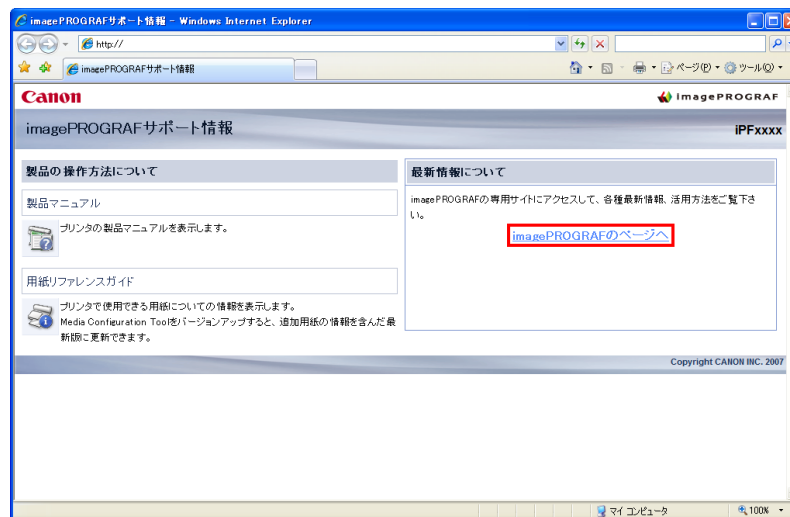 imagePROGRAFサポート情報 - Windows Internet Explorer
http://
imagePROGRAFサポート情報
ページ(P)
ツール(O)
Canon
imagePROGRAF
imagePROGRAFサポート情報
iPFxxxx
製品の操作方法について
製品マニュアル
プリンタの製品マニュアルを表示します。
用紙リファレンスガイド
プリンタで使用できる用紙についての情報を表示します。
Media Configuration Toolをバージョンアップすると、追加用紙の情報を含んだ最
新版に更新できます。
最新情報について
imagePROGRAFの専用サイトにアクセスして、各種最新情報、活用方法をご覧下さ
い。
imagePROGRAFのページへ
Copyright CANON INC. 2007
マイ コンピュータ
100%